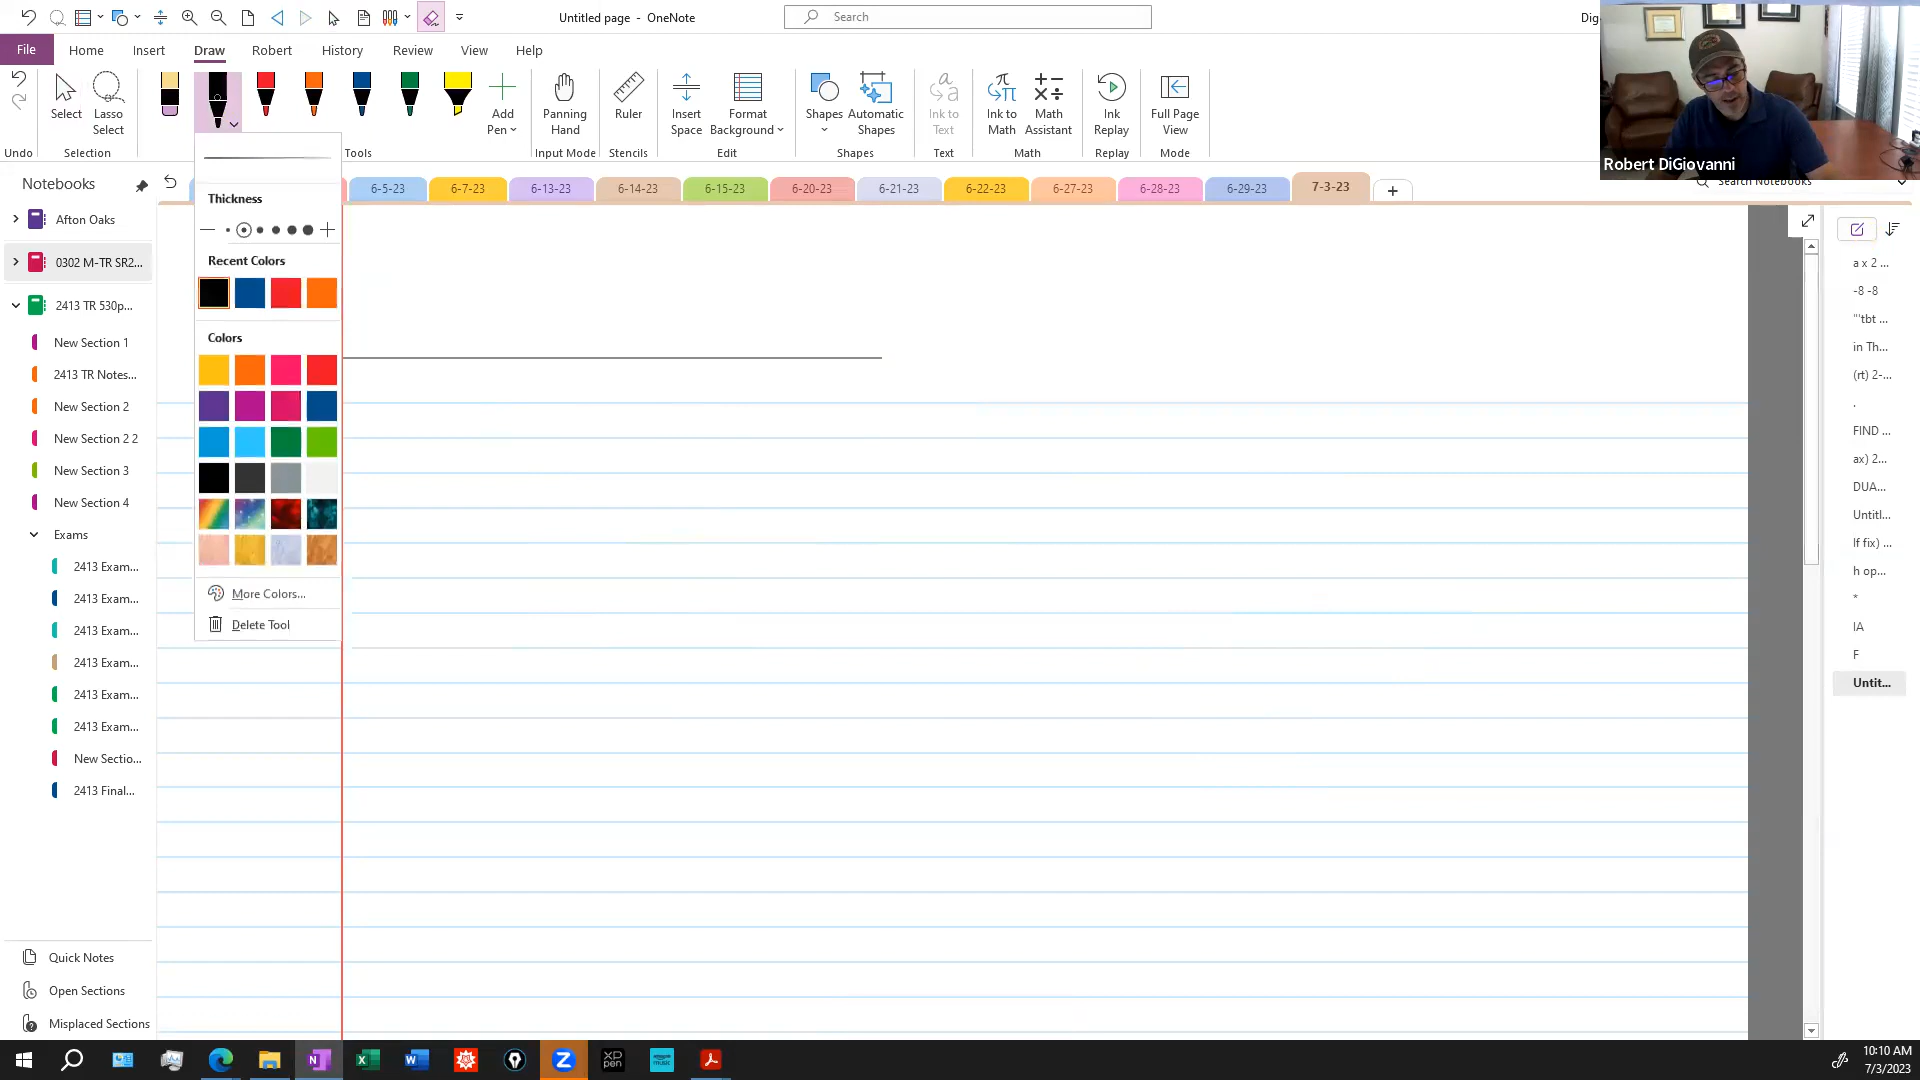 Untitled page - OneNote
Search
File
Home
Insert
Draw
Robert
History
Review
View
Help
Select
Lasso Select
Add Pen
Panning Hand
Ruler
Insert Space
Format Background
Shapes
Automatic Shapes
Ink to Text
Ink to Math
Math Assistant
Ink Replay
Full Page View
Undo
Selection
Tools
Input Mode
Stencils
Edit
Shapes
Text
Math
Replay
Mode
Robert DiGiovanni
Notebooks
6-5-23
6-7-23
6-13-23
6-14-23
6-15-23
6-20-23
6-21-23
6-22-23
6-27-23
6-28-23
6-29-23
7-3-23
Search Notebooks
Afton Oaks
0302 M-TR SR2...
2413 TR 530p...
New Section 1
2413 TR Notes...
New Section 2
New Section 2 2
New Section 3
New Section 4
Exams
2413 Exam...
2413 Exam...
2413 Exam...
2413 Exam...
2413 Exam...
2413 Exam...
New Sectio...
2413 Final...
Quick Notes
Open Sections
Misplaced Sections
Thickness
Recent Colors
Colors
More Colors...
Delete Tool
a x 2 ...
-8 -8
"'tbt ...
in Th...
(rt) 2-...
.
FIND ...
ax) 2...
DUA...
Untitl...
If fix) ...
h op...
*
IA
F
Untit...
XP
pen
10:10 AM
7/3/2023